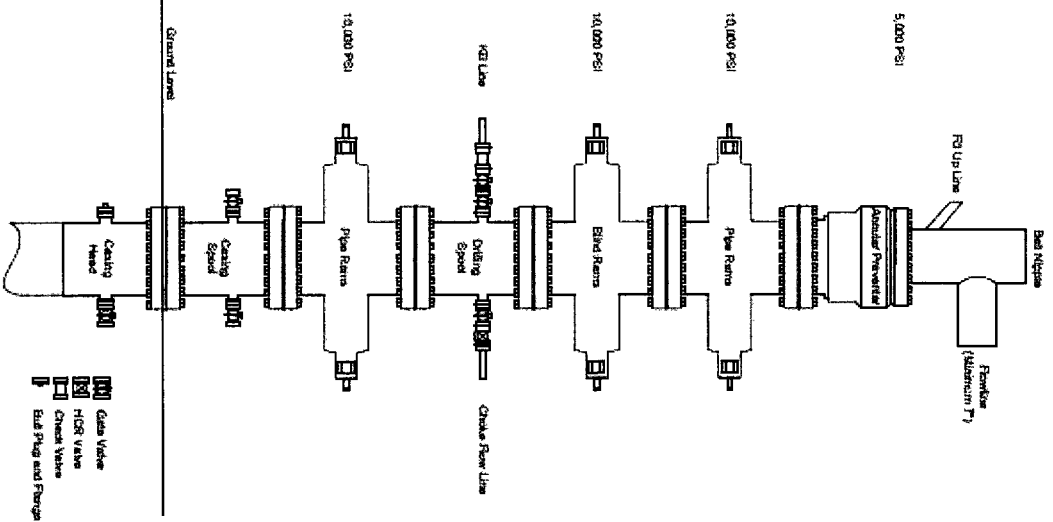 Bell Nipple
Fill Up Line
Flowline
(Minimum 7")
5,000 PSI
Annular Preventer
10,000 PSI
Pipe Rams
10,000 PSI
Blind Rams
Kill Line
Drilling
Spool
Choke Flow Line
10,000 PSI
Pipe Rams
Casing
Spool
Ground Level
Casing
Head
Gate Valve
HCR Valve
Check Valve
Bull Plug and Flange